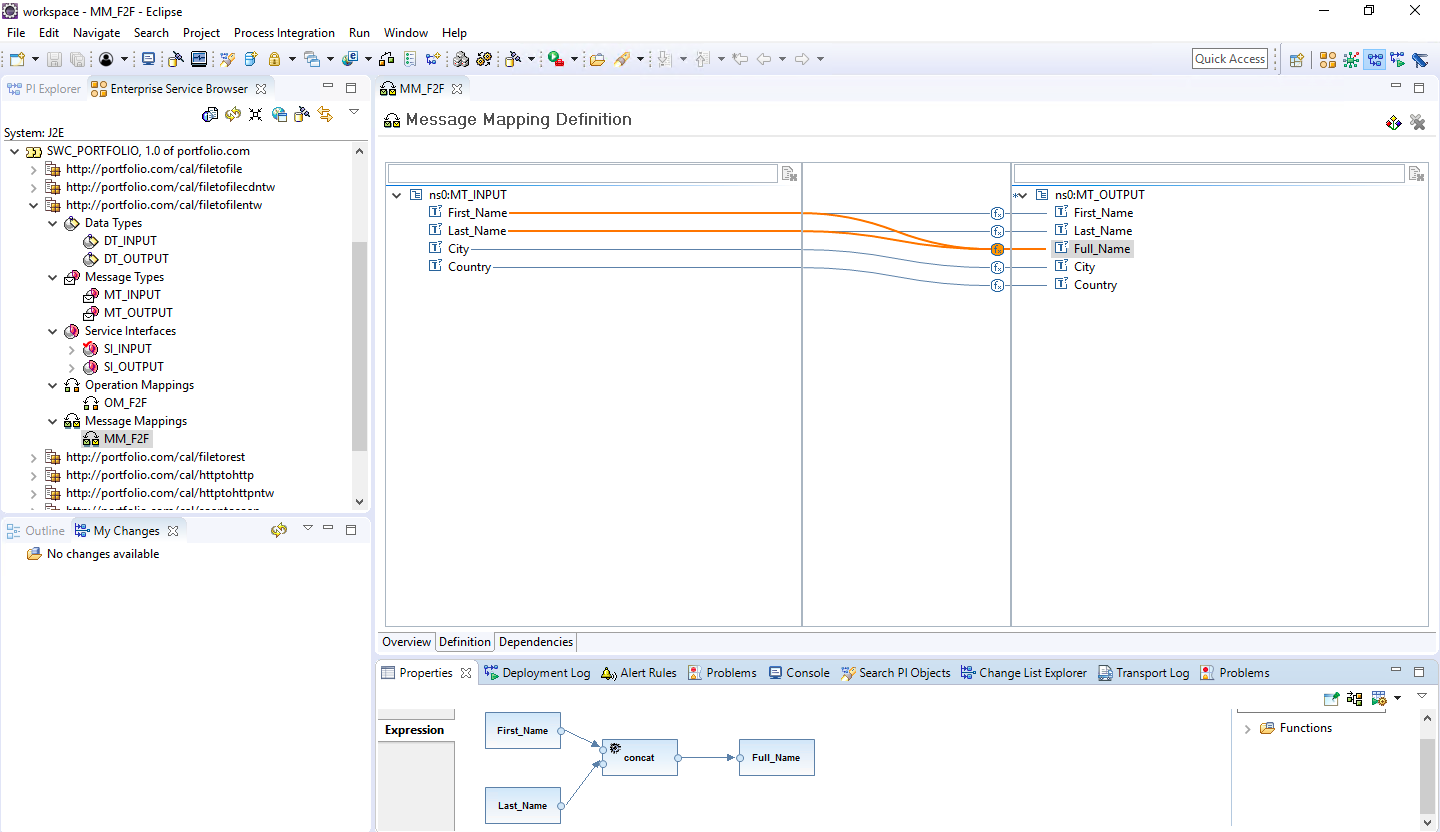 workspace - MM_F2F - Eclipse
File Edit Navigate Search Project Process Integration Run Window Help
Quick Access
PI Explorer Enterprise Service Browser
System: J2E
SWC_PORTFOLIO, 1.0 of portfolio.com
http://portfolio.com/cal/filetofile
http://portfolio.com/cal/filetofilecdntw
http://portfolio.com/cal/filetofilentw
Data Types
DT_INPUT
DT_OUTPUT
Message Types
MT_INPUT
MT_OUTPUT
Service Interfaces
SI_INPUT
SI_OUTPUT
Operation Mappings
OM_F2F
Message Mappings
MM_F2F
http://portfolio.com/cal/filetorest
http://portfolio.com/cal/httptohttp
http://portfolio.com/cal/httptohttpntw
Outline My Changes
No changes available
MM_F2F
Message Mapping Definition
ns0:MT_INPUT
First_Name
Last_Name
City
Country
ns0:MT_OUTPUT
First_Name
Last_Name
Full_Name
City
Country
Overview Definition Dependencies
Properties Deployment Log Alert Rules Problems Console Search PI Objects Change List Explorer Transport Log Problems
Expression
First_Name
concat
Full_Name
Last_Name
Functions